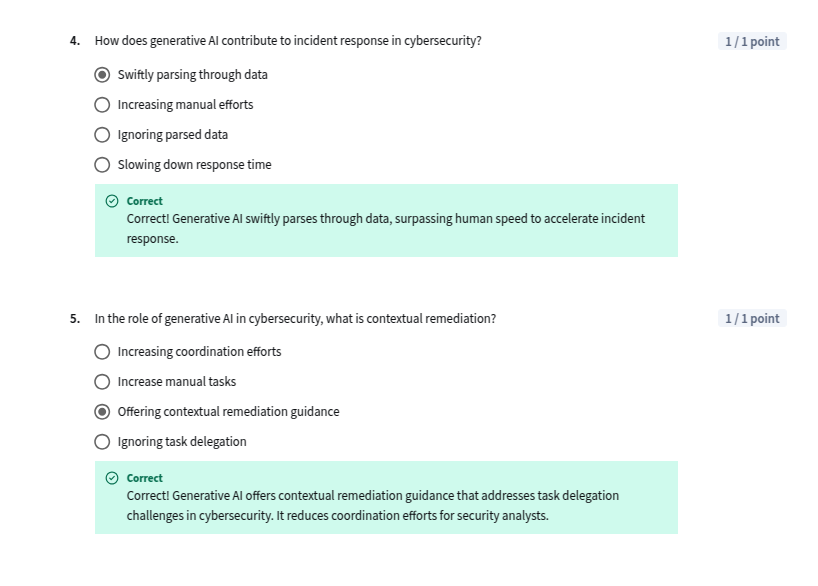 4. How does generative AI contribute to incident response in cybersecurity? 1 / 1 point
Swiftly parsing through data
Increasing manual efforts
Ignoring parsed data
Slowing down response time
Correct
Correct! Generative AI swiftly parses through data, surpassing human speed to accelerate incident
response.
5. In the role of generative AI in cybersecurity, what is contextual remediation? 1 / 1 point
Increasing coordination efforts
Increase manual tasks
Offering contextual remediation guidance
Ignoring task delegation
Correct
Correct! Generative AI offers contextual remediation guidance that addresses task delegation
challenges in cybersecurity. It reduces coordination efforts for security analysts.